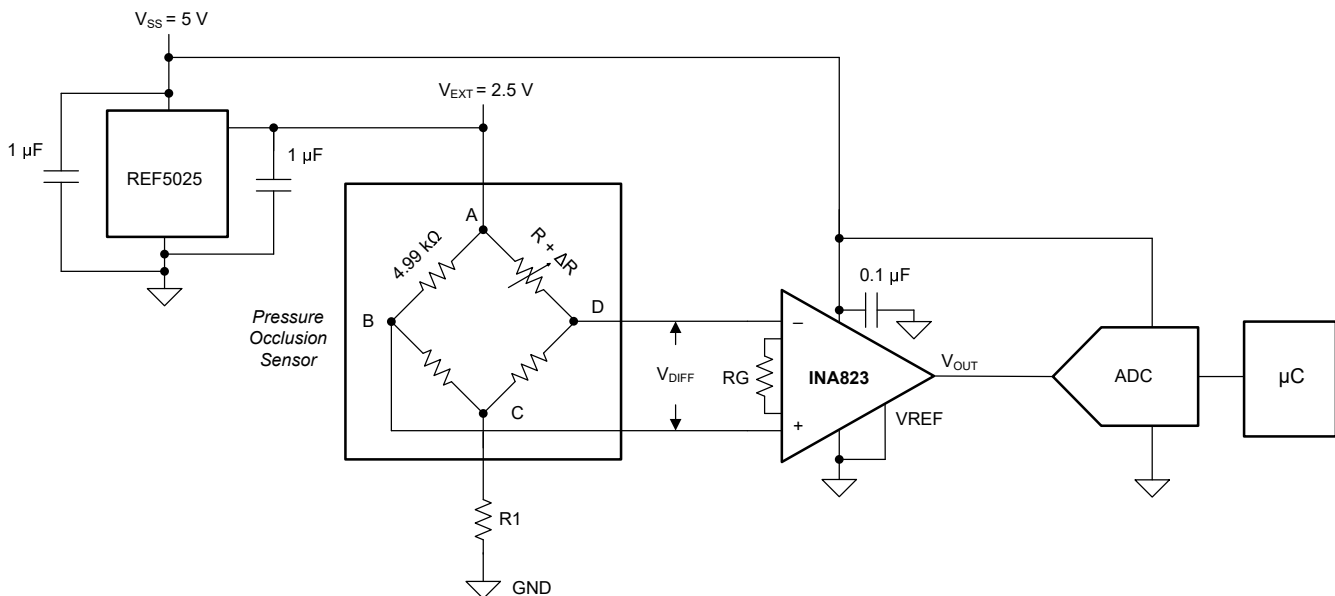 V_SS = 5 V
V_EXT = 2.5 V
1 µF
REF5025
1 µF
A
4.99 kΩ
R + ΔR
B
D
Pressure
Occlusion
Sensor
C
R1
GND
V_DIFF
RG
–
+
INA823
0.1 µF
V_OUT
VREF
ADC
µC